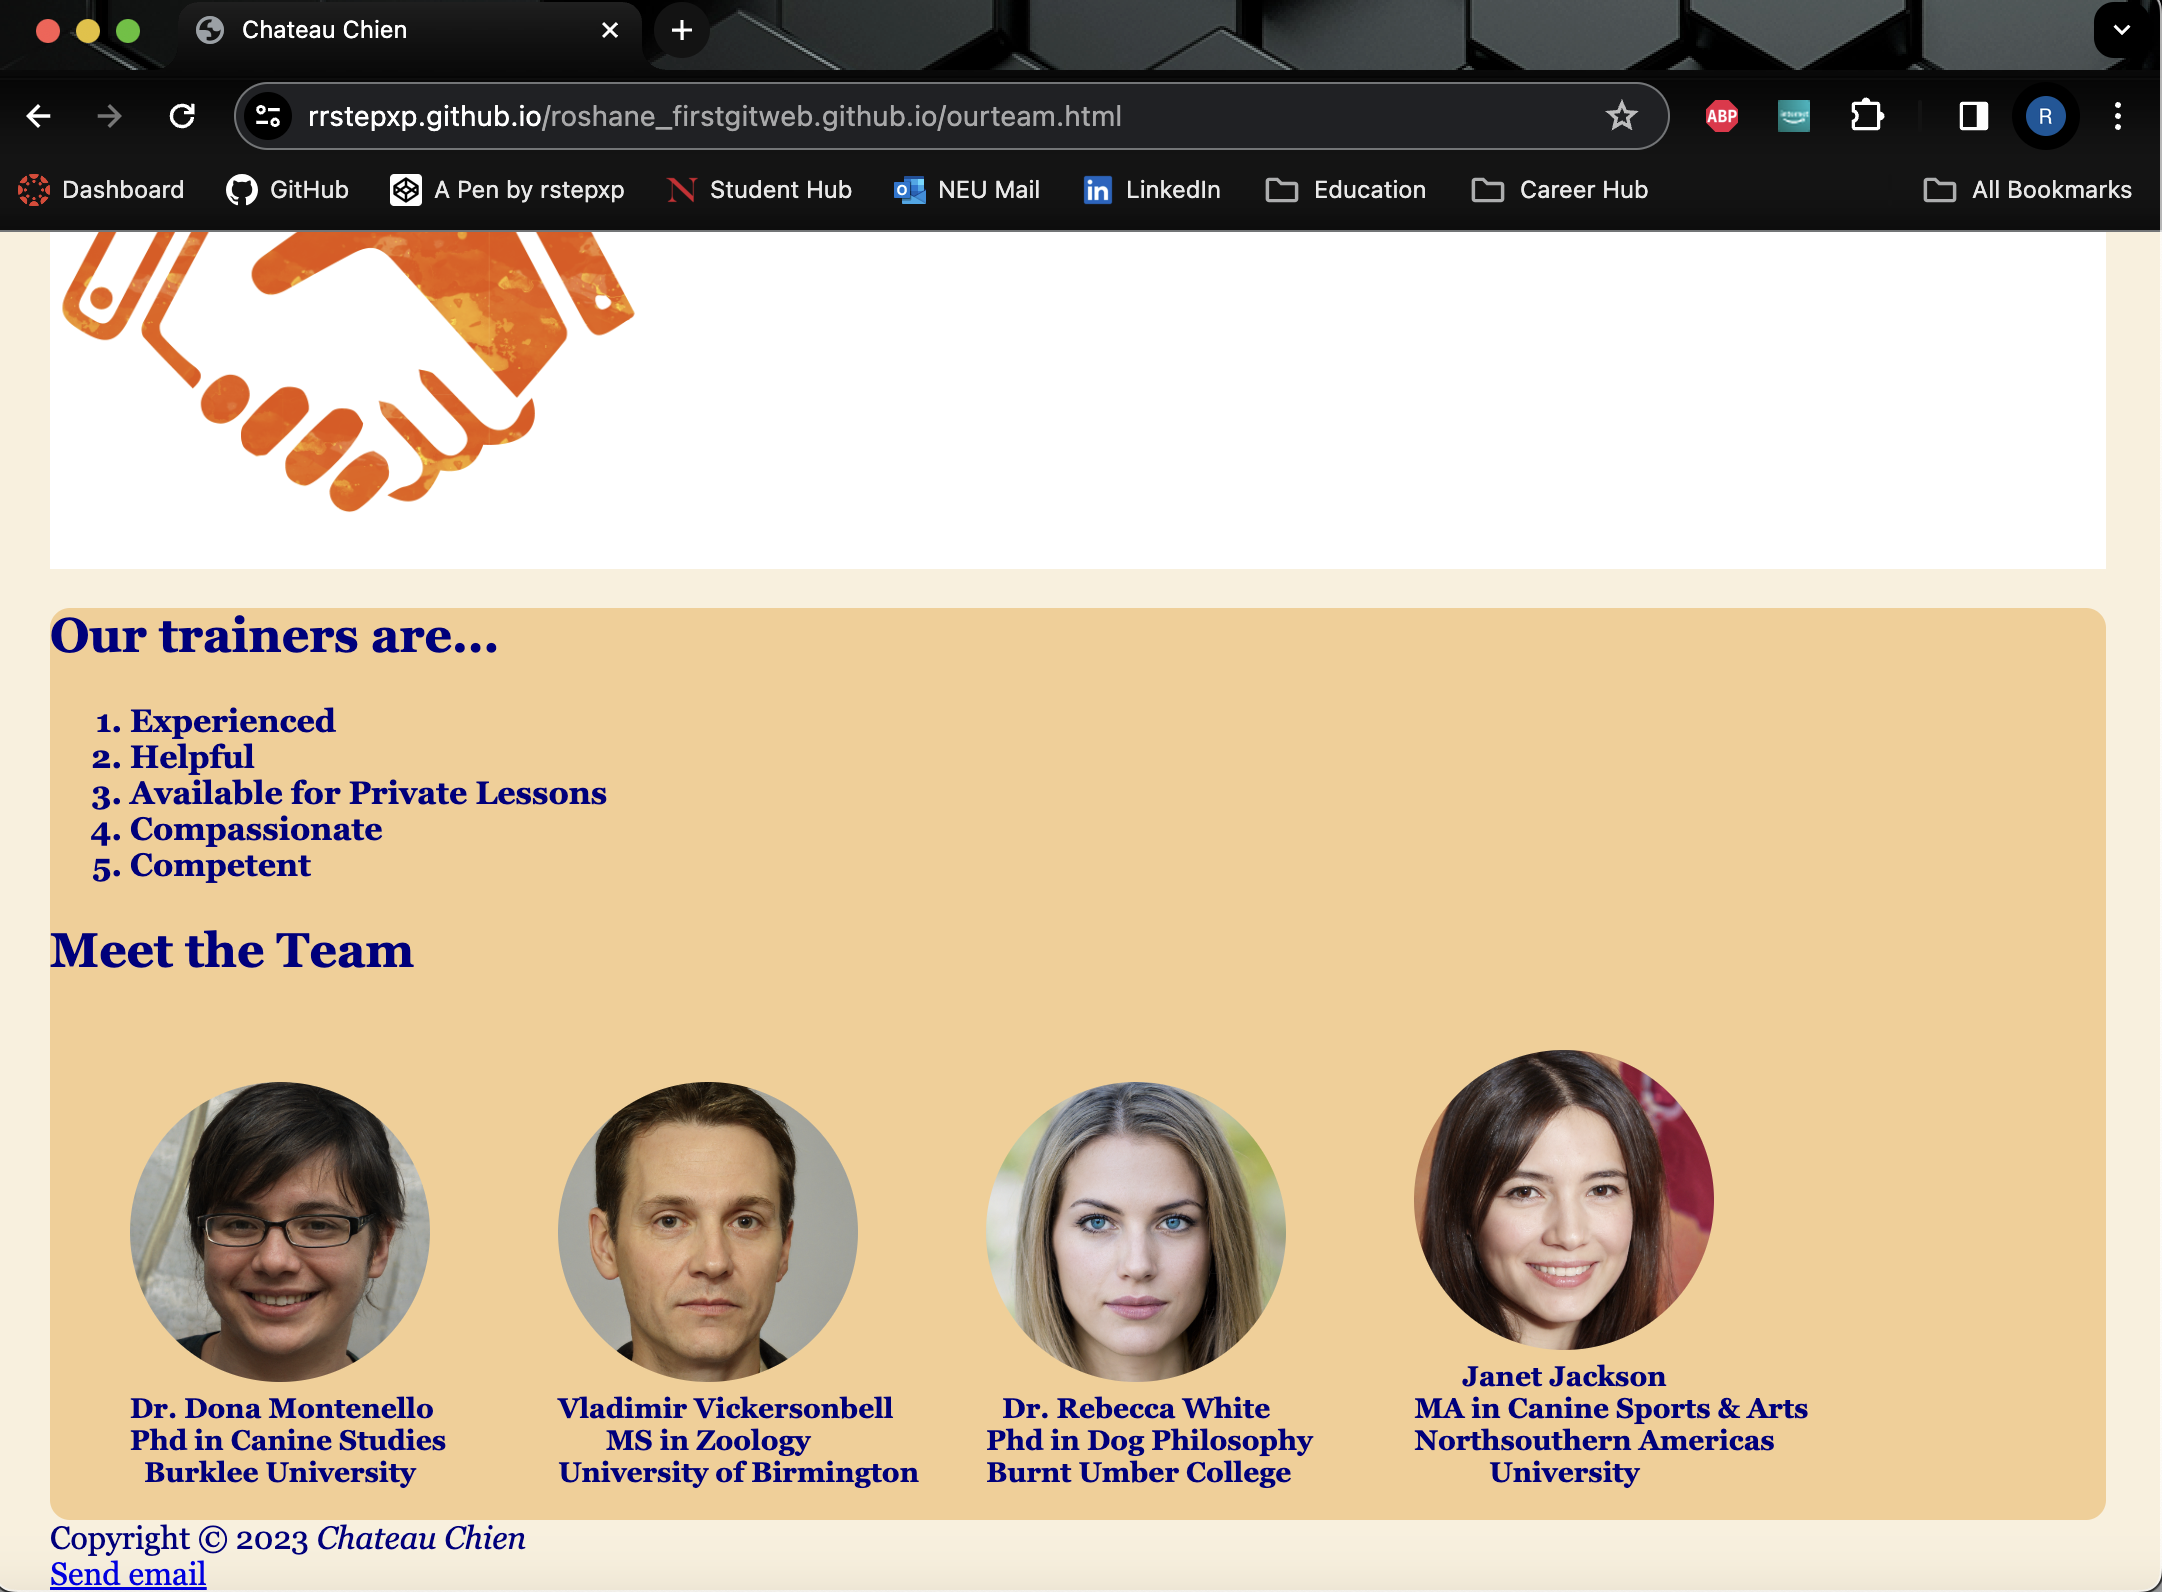 Chateau Chien
rrstepxp.github.io/roshane_firstgitweb.github.io/ourteam.html
ABP
R
Dashboard
GitHub
A Pen by rstepxp
Student Hub
NEU Mail
LinkedIn
Education
Career Hub
All Bookmarks
Our trainers are...
1. Experienced
2. Helpful
3. Available for Private Lessons
4. Compassionate
5. Competent
Meet the Team
Dr. Dona Montenello
Phd in Canine Studies
Burklee University
Vladimir Vickersonbell
MS in Zoology
University of Birmington
Dr. Rebecca White
Phd in Dog Philosophy
Burnt Umber College
Janet Jackson
MA in Canine Sports & Arts
Northsouthern Americas
University
Copyright © 2023 Chateau Chien
Send email